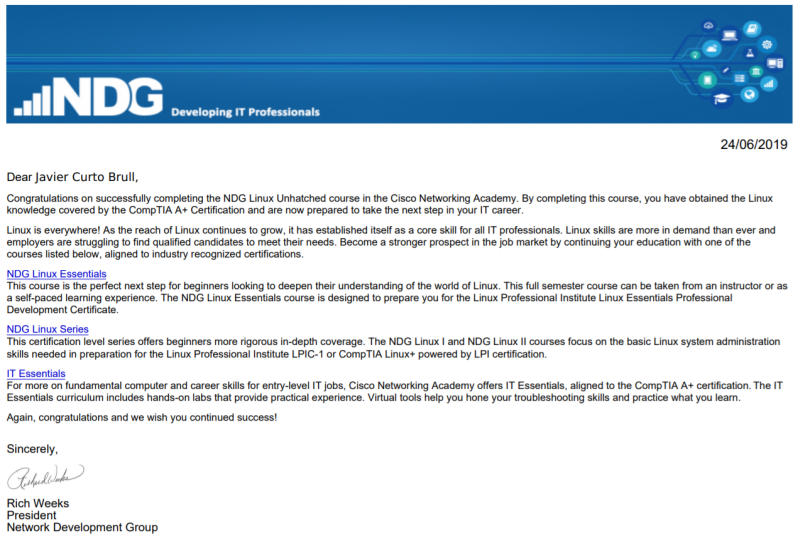 NDG Developing IT Professionals
24/06/2019
Dear Javier Curto Brull,
Congratulations on successfully completing the NDG Linux Unhatched course in the Cisco Networking Academy. By completing this course, you have obtained the Linux
knowledge covered by the CompTIA A+ Certification and are now prepared to take the next step in your IT career.
Linux is everywhere! As the reach of Linux continues to grow, it has established itself as a core skill for all IT professionals. Linux skills are more in demand than ever and
employers are struggling to find qualified candidates to meet their needs. Become a stronger prospect in the job market by continuing your education with one of the
courses listed below, aligned to industry recognized certifications.
NDG Linux Essentials
This course is the perfect next step for beginners looking to deepen their understanding of the world of Linux. This full semester course can be taken from an instructor or as
a self-paced learning experience. The NDG Linux Essentials course is designed to prepare you for the Linux Professional Institute Linux Essentials Professional
Development Certificate.
NDG Linux Series
This certification level series offers beginners more rigorous in-depth coverage. The NDG Linux I and NDG Linux II courses focus on the basic Linux system administration
skills needed in preparation for the Linux Professional Institute LPIC-1 or CompTIA Linux+ powered by LPI certification.
IT Essentials
For more on fundamental computer and career skills for entry-level IT jobs, Cisco Networking Academy offers IT Essentials, aligned to the CompTIA A+ certification. The IT
Essentials curriculum includes hands-on labs that provide practical experience. Virtual tools help you hone your troubleshooting skills and practice what you learn.
Again, congratulations and we wish you continued success!
Sincerely,
Richard Weeks
Rich Weeks
President
Network Development Group